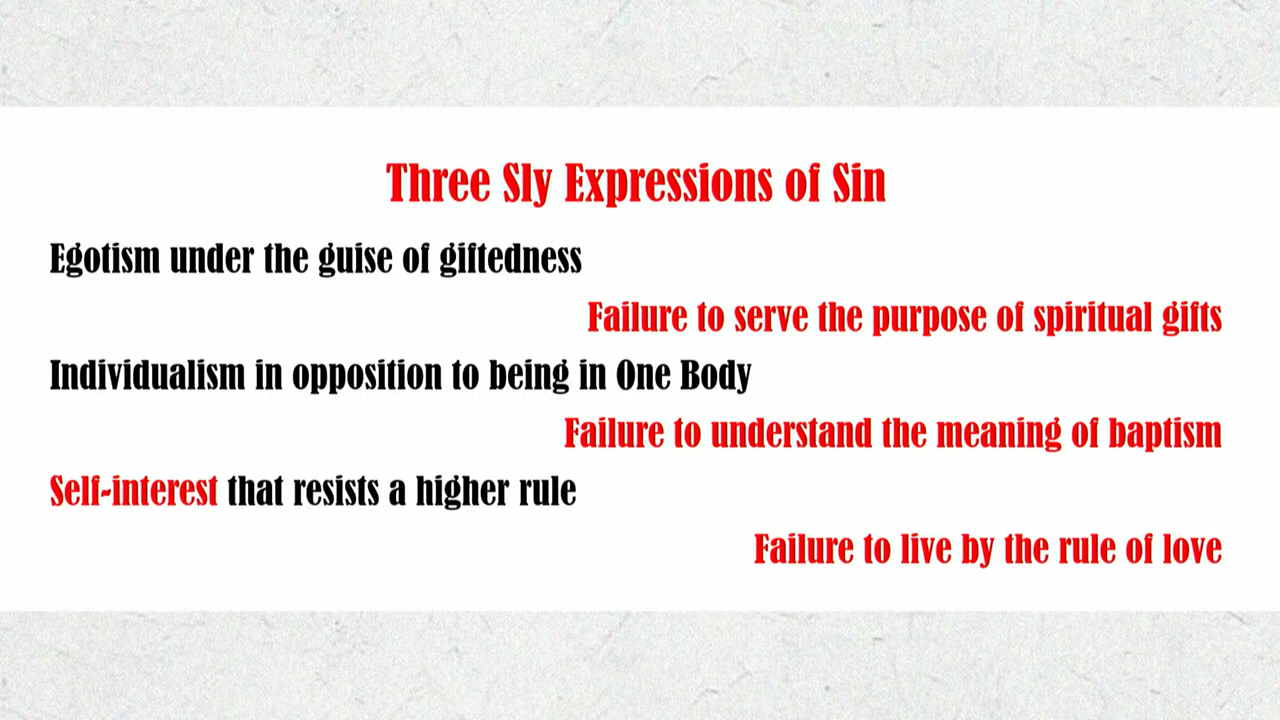 Three Sly Expressions of Sin
Egotism under the guise of giftedness
Failure to serve the purpose of spiritual gifts
Individualism in opposition to being in One Body
Failure to understand the meaning of baptism
Self-interest that resists a higher rule
Failure to live by the rule of love